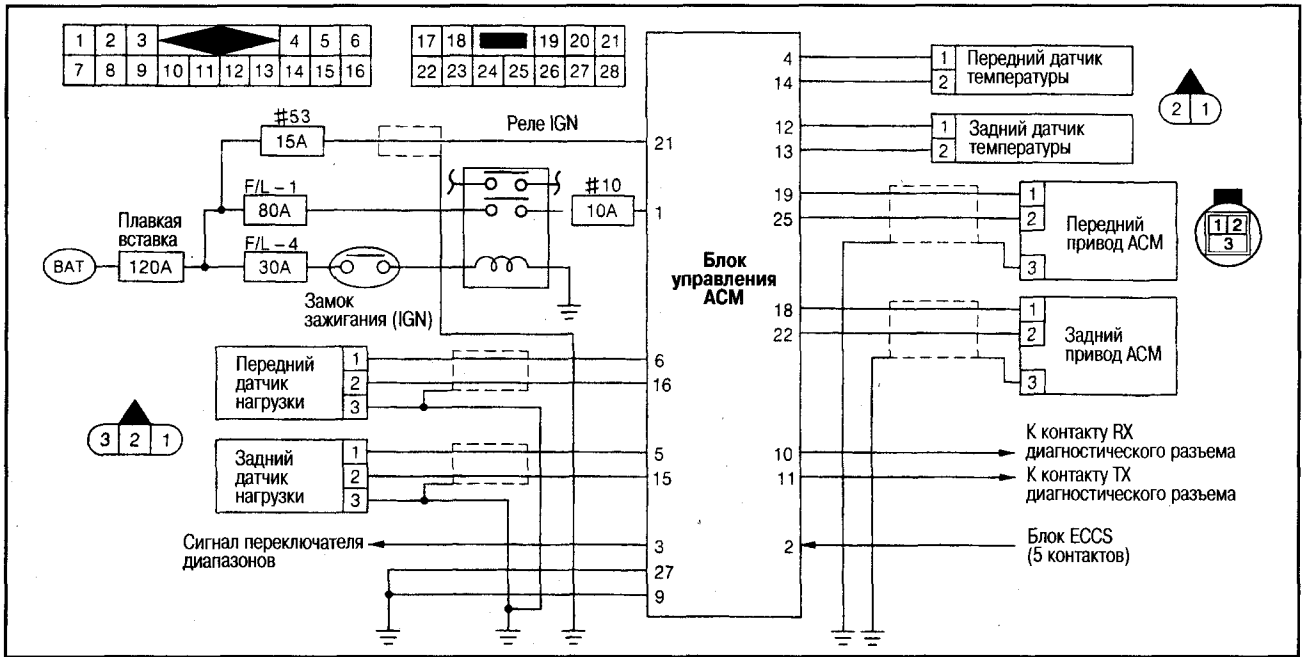 1 2 3 4 5 6
7 8 9 10 11 12 13 14 15 16
17 18 19 20 21
22 23 24 25 26 27 28
#53
15A
Реле IGN
21
F/L – 1
80A
#10
10A
1
Плавкая
вставка
BAT
120A
F/L – 4
30A
Замок
зажигания (IGN)
Блок
управления
АСМ
Передний
датчик
нагрузки
1
2
3
6
16
3 2 1
Задний
датчик
нагрузки
1
2
3
5
15
Сигнал переключателя
диапазонов
3
27
9
4
14
1
2
Передний датчик
температуры
2 1
12
13
1
2
Задний датчик
температуры
19
25
1
2
3
Передний
привод АСМ
1 2
3
18
22
1
2
3
Задний
привод АСМ
10
К контакту RX
диагностического разъема
11
К контакту TX
диагностического разъема
2
Блок ECCS
(5 контактов)